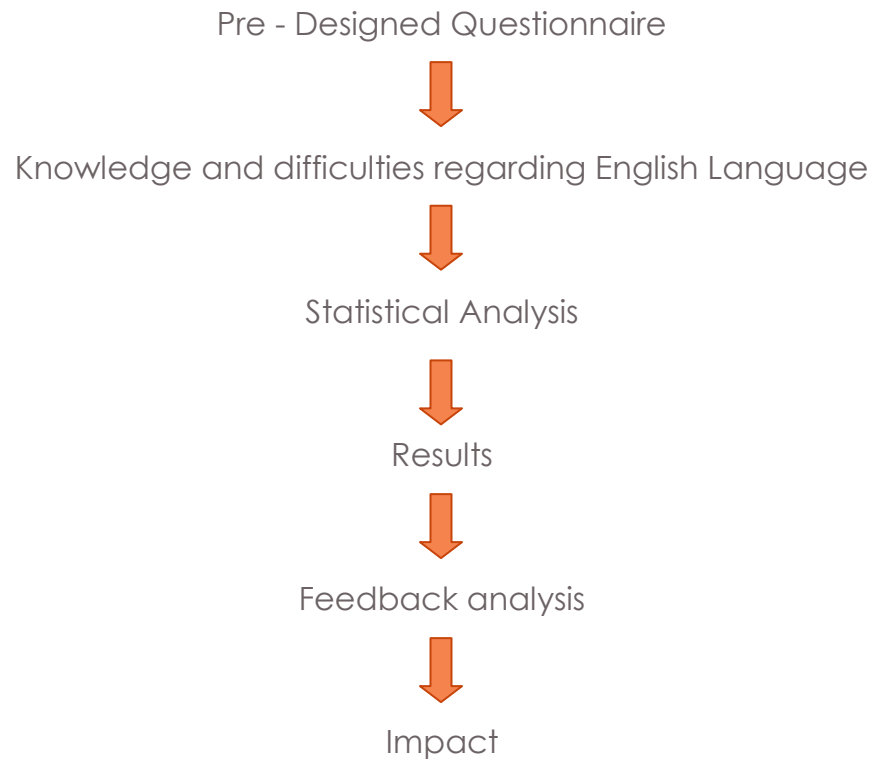 Pre - Designed Questionnaire
Knowledge and difficulties regarding English Language
Statistical Analysis
Results
Feedback analysis
Impact